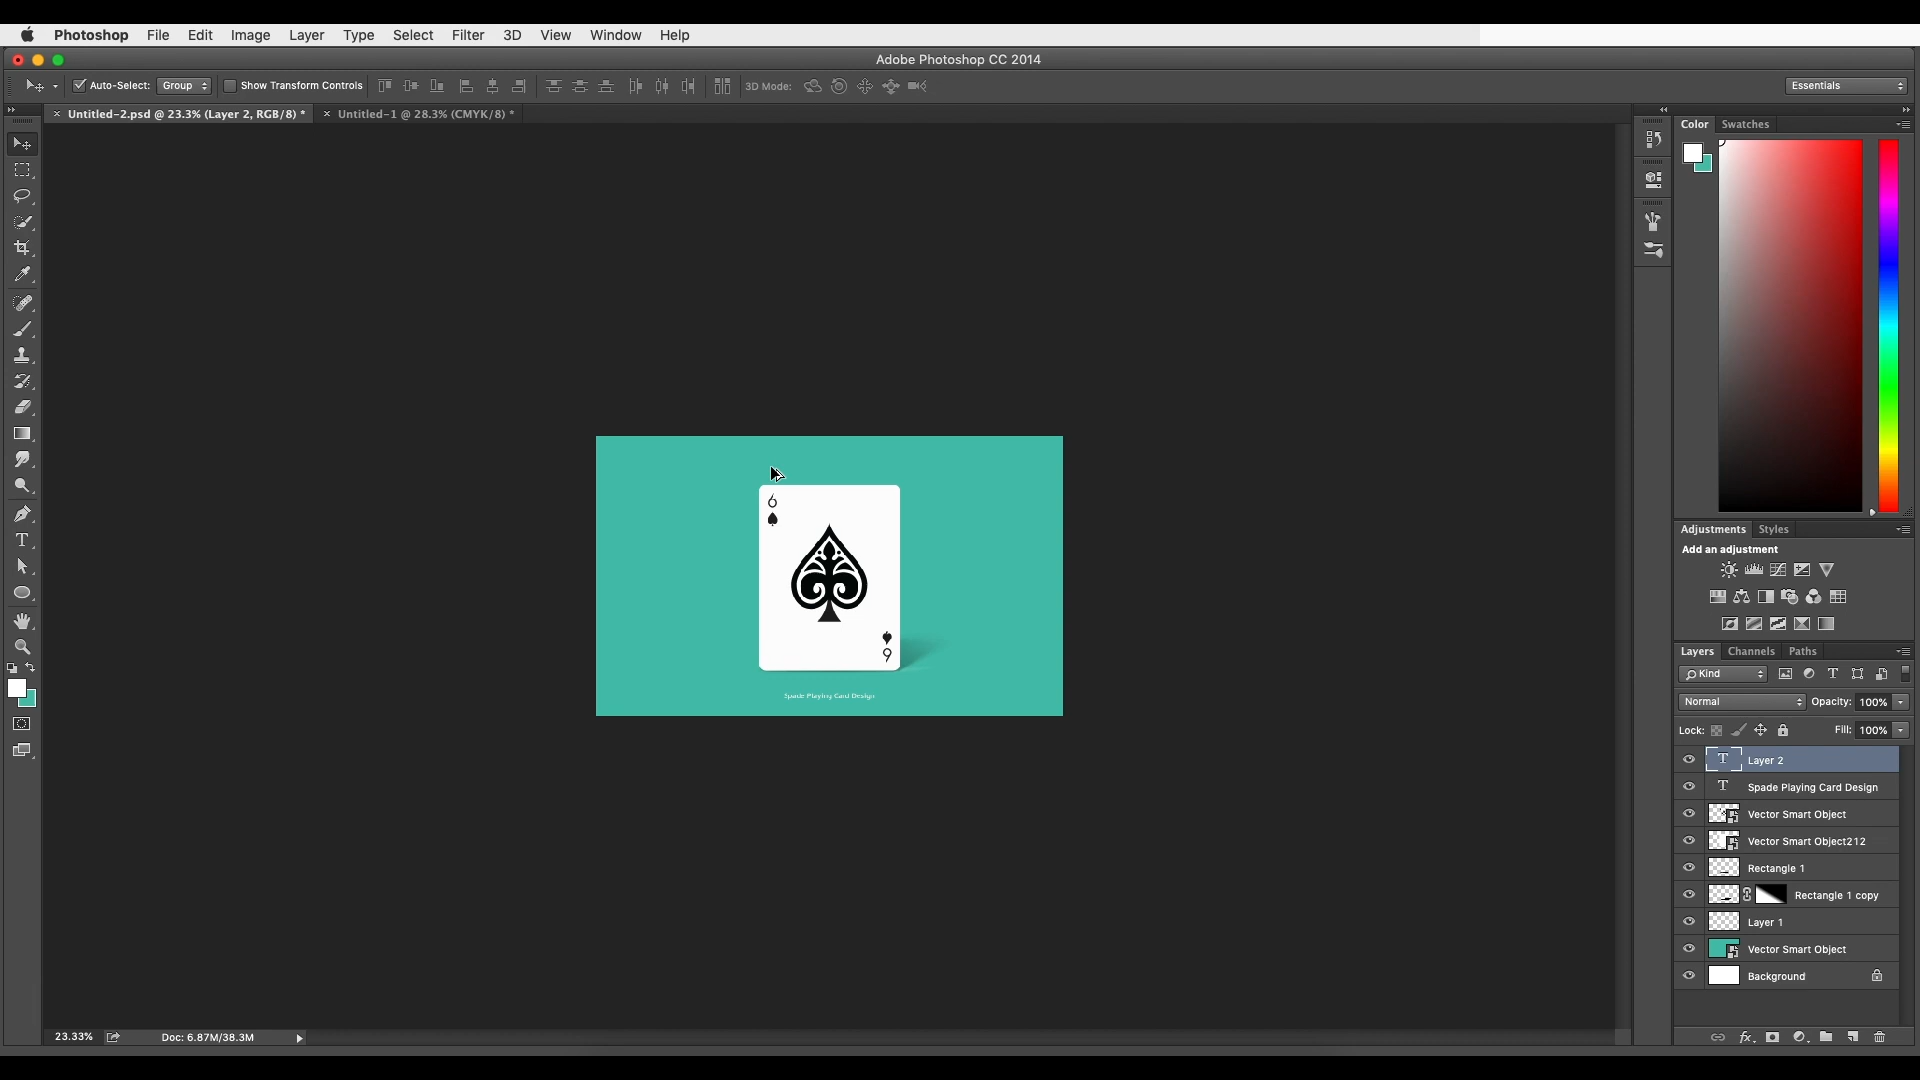 Photoshop File Edit Image Layer Type Select Filter 3D View Window Help
Adobe Photoshop CC 2014
Auto-Select: Group Show Transform Controls 3D Mode: Essentials
× Untitled-2.psd @ 23.3% (Layer 2, RGB/8) * × Untitled-1 @ 28.3% (CMYK/8) *
Color Swatches
6
6
Spade Playing Card Design
Adjustments Styles
Add an adjustment
Layers Channels Paths
Kind
Normal Opacity: 100%
Lock: Fill: 100%
T Layer 2
T Spade Playing Card Design
Vector Smart Object
Vector Smart Object212
Rectangle 1
Rectangle 1 copy
Layer 1
Vector Smart Object
Background
23.33% Doc: 6.87M/38.3M
fx